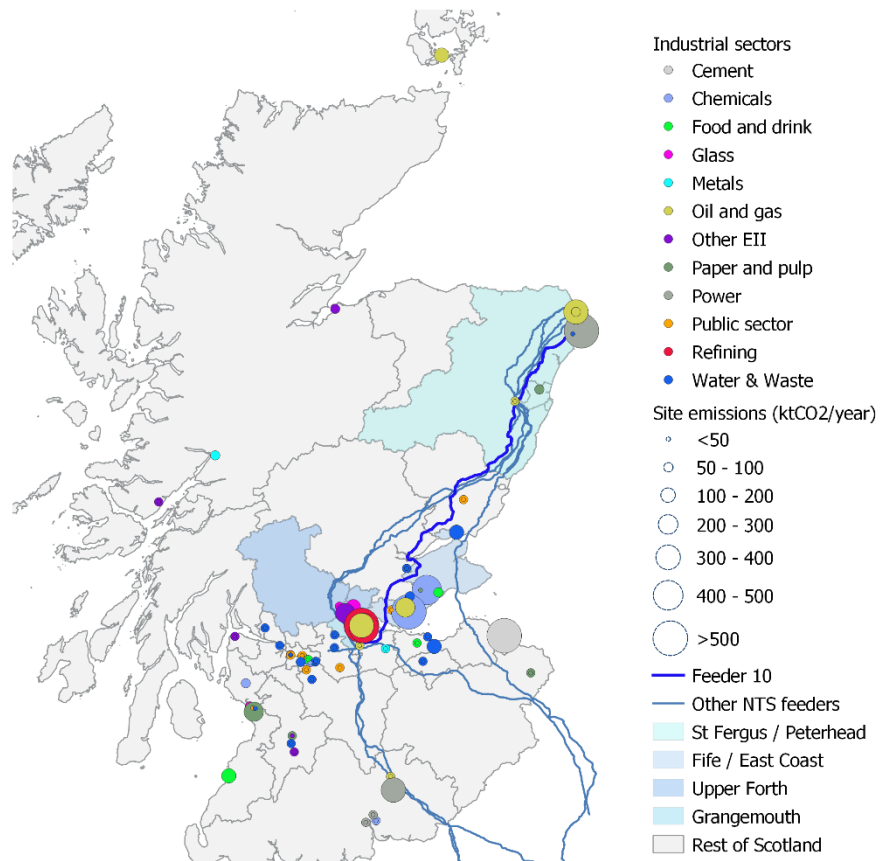 Industrial sectors
Cement
Chemicals
Food and drink
Glass
Metals
Oil and gas
Other EII
Paper and pulp
Power
Public sector
Refining
Water & Waste
Site emissions (ktCO2/year)
<50
50 - 100
100 - 200
200 - 300
300 - 400
400 - 500
>500
Feeder 10
Other NTS feeders
St Fergus / Peterhead
Fife / East Coast
Upper Forth
Grangemouth
Rest of Scotland